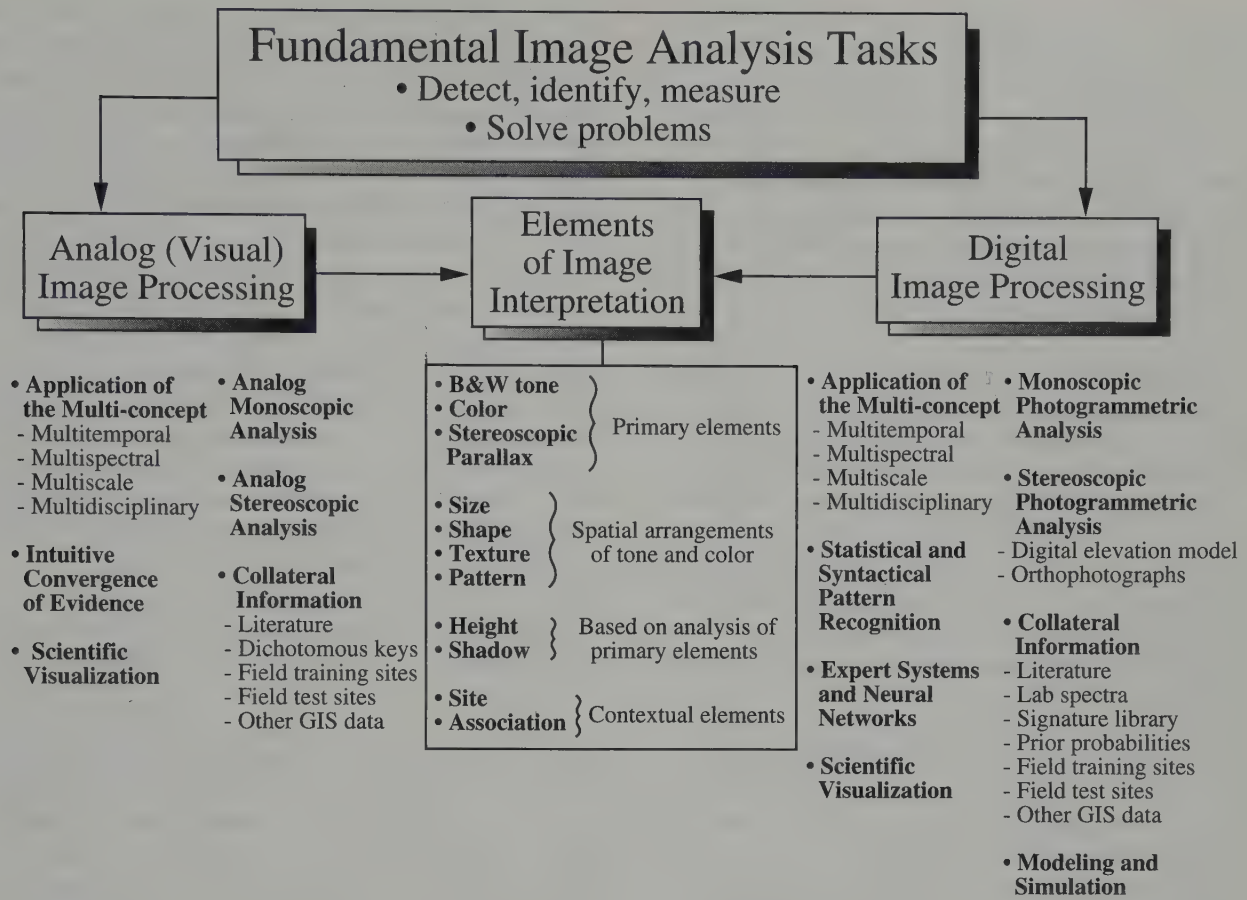 Fundamental Image Analysis Tasks
• Detect, identify, measure
• Solve problems
Analog (Visual)
Image Processing
Elements
of Image
Interpretation
Digital
Image Processing
• Application of
the Multi-concept
- Multitemporal
- Multispectral
- Multiscale
- Multidisciplinary
• Intuitive
Convergence
of Evidence
• Scientific
Visualization
• Analog
Monoscopic
Analysis
• Analog
Stereoscopic
Analysis
• Collateral
Information
- Literature
- Dichotomous keys
- Field training sites
- Field test sites
- Other GIS data
• B&W tone
• Color
• Stereoscopic
Parallax
Primary elements
• Size
• Shape
• Texture
• Pattern
Spatial arrangements
of tone and color
• Height
• Shadow
Based on analysis of
primary elements
• Site
• Association
Contextual elements
• Application of
the Multi-concept
- Multitemporal
- Multispectral
- Multiscale
- Multidisciplinary
• Statistical and
Syntactical
Pattern
Recognition
• Expert Systems
and Neural
Networks
• Scientific
Visualization
• Monoscopic
Photogrammetric
Analysis
• Stereoscopic
Photogrammetric
Analysis
- Digital elevation model
- Orthophotographs
• Collateral
Information
- Literature
- Lab spectra
- Signature library
- Prior probabilities
- Field training sites
- Field test sites
- Other GIS data
• Modeling and
Simulation